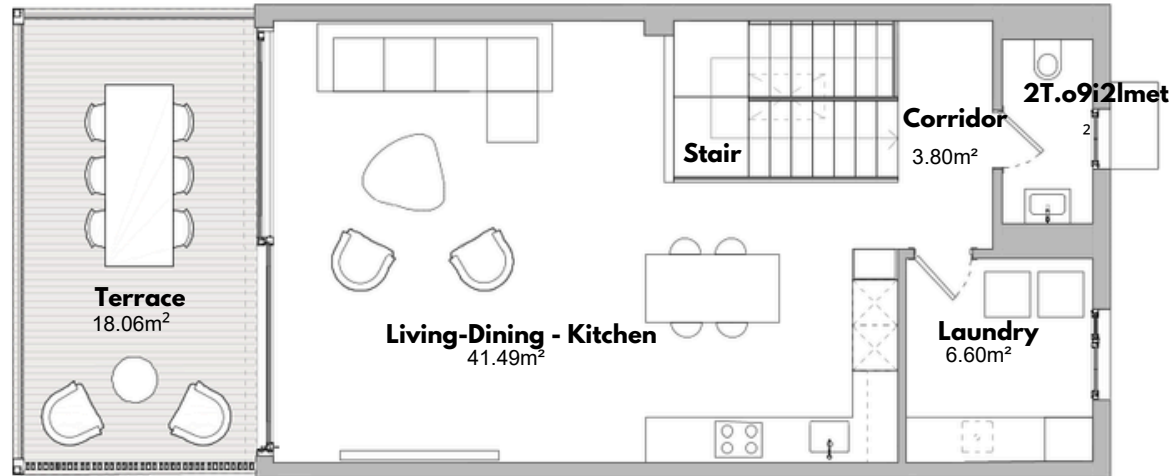 2T.o9i2lmet
2
Corridor
3.80m²
Stair
Terrace
18.06m²
Living-Dining - Kitchen
41.49m²
Laundry
6.60m²